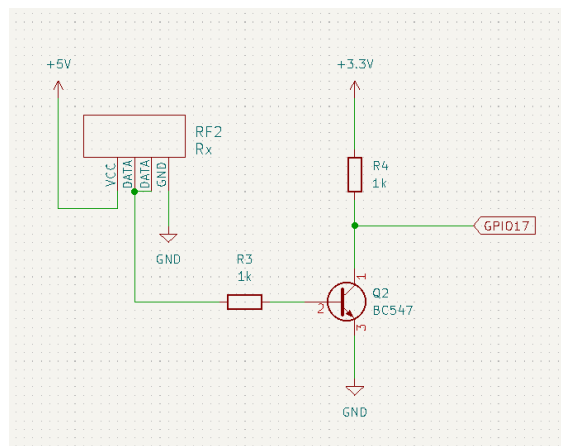 +5V
+3.3V
RF2
Rx
VCC
DATA
DATA
GND
R4
1k
GPIO17
GND
R3
1k
1
Q2
2
BC547
3
GND